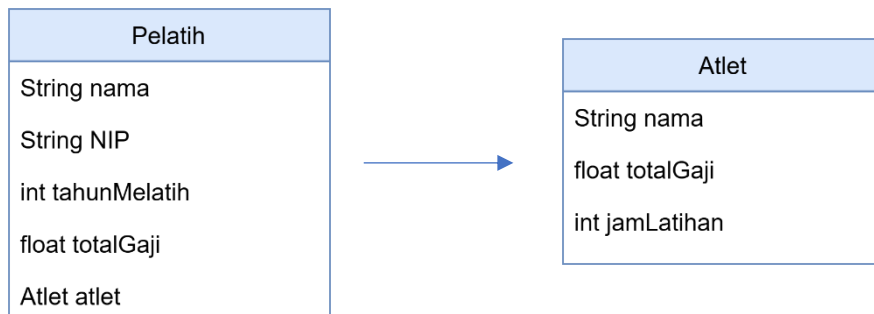 Pelatih
String nama
String NIP
int tahunMelatih
float totalGaji
Atlet atlet
Atlet
String nama
float totalGaji
int jamLatihan